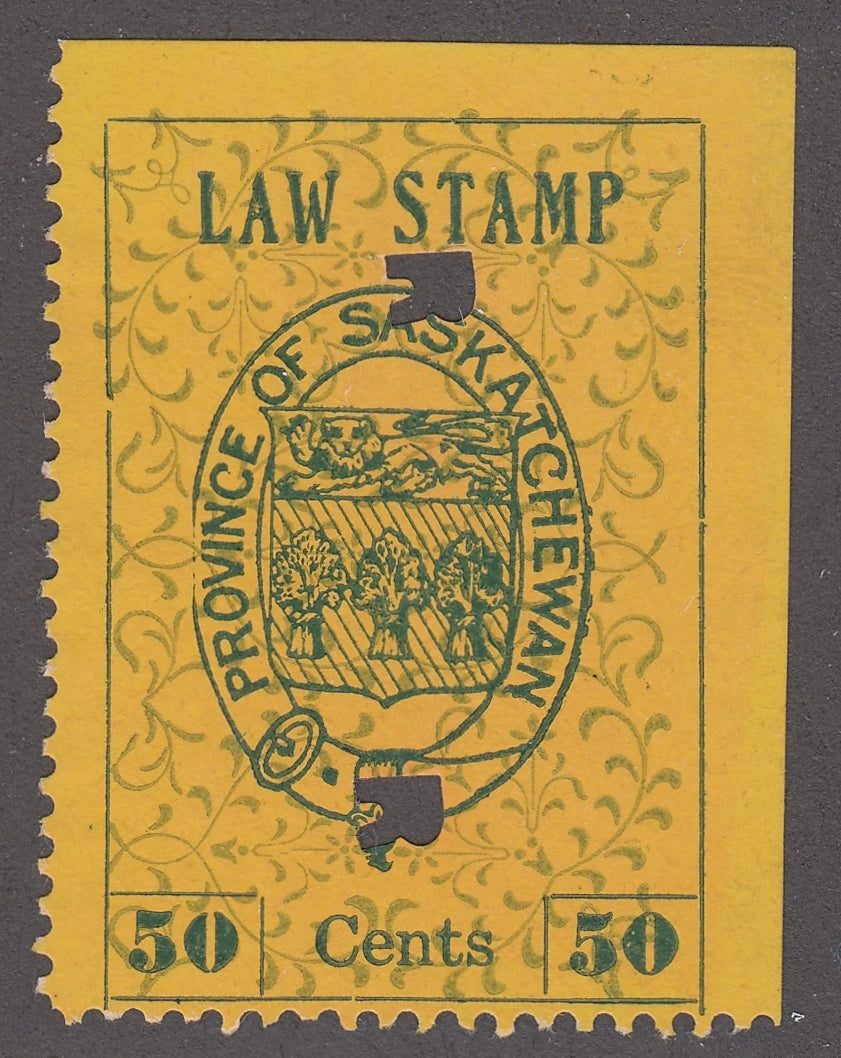 LAW STAMP
PROVINCE OF SASKATCHEWAN
50 Cents 50